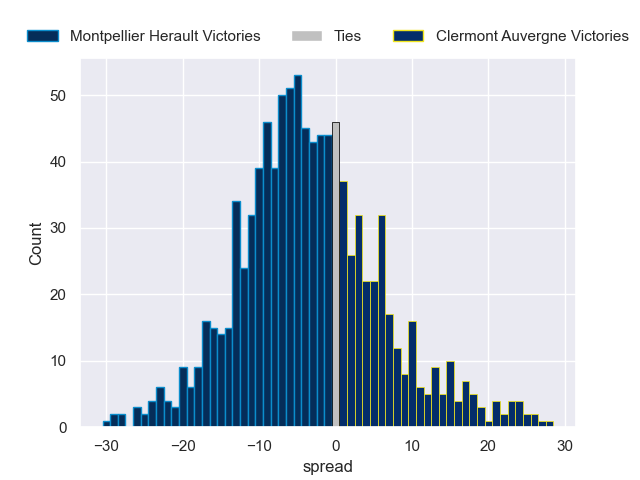 Montpellier Herault Victories Ties Clermont Auvergne Victories
50
40
30
20
10
0
Count
−30 −20 −10 0 10 20 30
spread